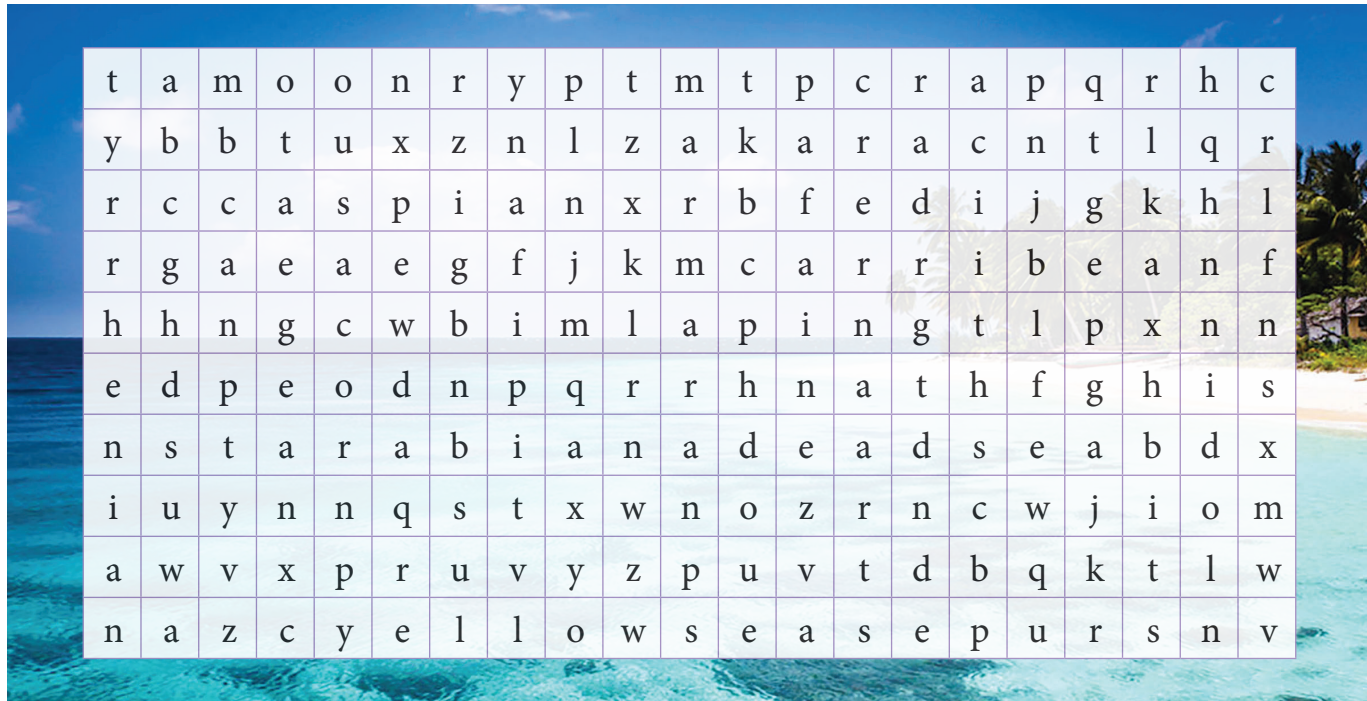 t a m o o n r y p t m t p c r a p q r h c
y b b t u x z n l z a k a r a c n t l q r
r c c a s p i a n x r b f e d i j g k h l
r g a e a e g f j k m c a r r i b e a n f
h h n g c w b i m l a p i n g t l p x n n
e d p e o d n p q r r h n a t h f g h i s
n s t a r a b i a n a d e a d s e a b d x
i u y n n q s t x w n o z r n c w j i o m
a w v x p r u v y z p u v t d b q k t l w
n a z c y e l l o w s e a s e p u r s n v